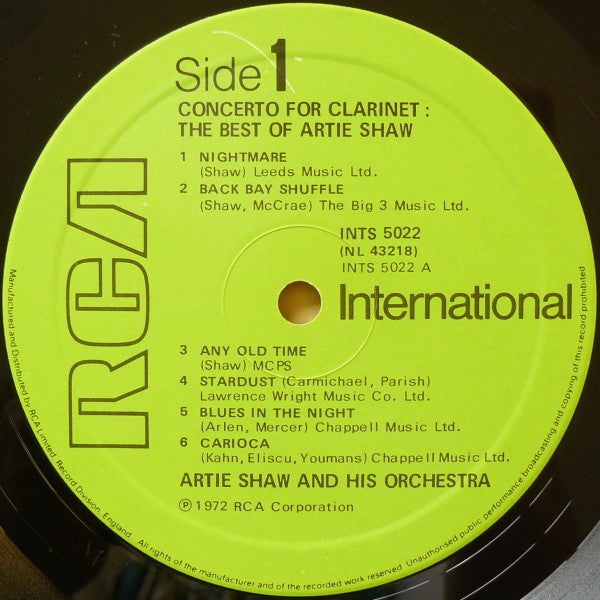 Side 1
CONCERTO FOR CLARINET:
THE BEST OF ARTIE SHAW
1 NIGHTMARE
(Shaw) Leeds Music Ltd.
2 BACK BAY SHUFFLE
(Shaw, McCrae) The Big 3 Music Ltd.
INTS 5022
(NL 43218)
INTS 5022 A
RCA
International
3 ANY OLD TIME
(Shaw) MCPS
4 STARDUST (Carmichael, Parish)
Lawrence Wright Music Co. Ltd.
5 BLUES IN THE NIGHT
(Arlen, Mercer) Chappell Music Ltd.
6 CARIOCA
(Kahn, Eliscu, Youmans) Chappell Music Ltd.
ARTIE SHAW AND HIS ORCHESTRA
Ⓟ 1972 RCA Corporation
Manufactured and Distributed by RCA Limited Record Division, England. All rights of the manufacturer and of the recorded work reserved. Unauthorised public performance, broadcasting and copying of this record prohibited